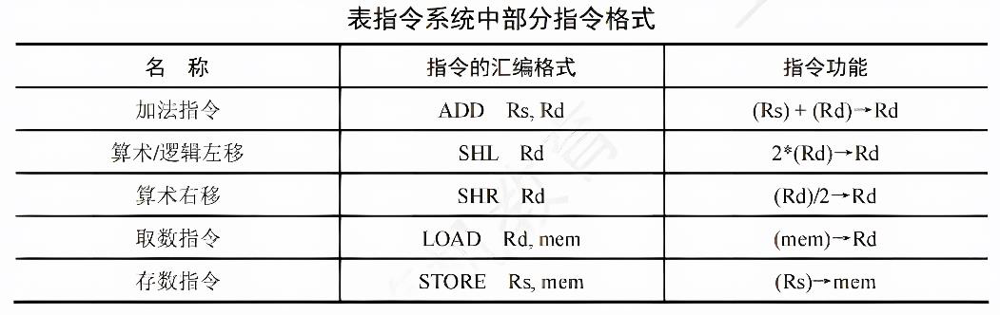 表指令系统中部分指令格式
名 称 指令的汇编格式 指令功能
加法指令 ADD Rs, Rd (Rs) + (Rd)→Rd
算术/逻辑左移 SHL Rd 2*(Rd)→Rd
算术右移 SHR Rd (Rd)/2→Rd
取数指令 LOAD Rd, mem (mem)→Rd
存数指令 STORE Rs, mem (Rs)→mem